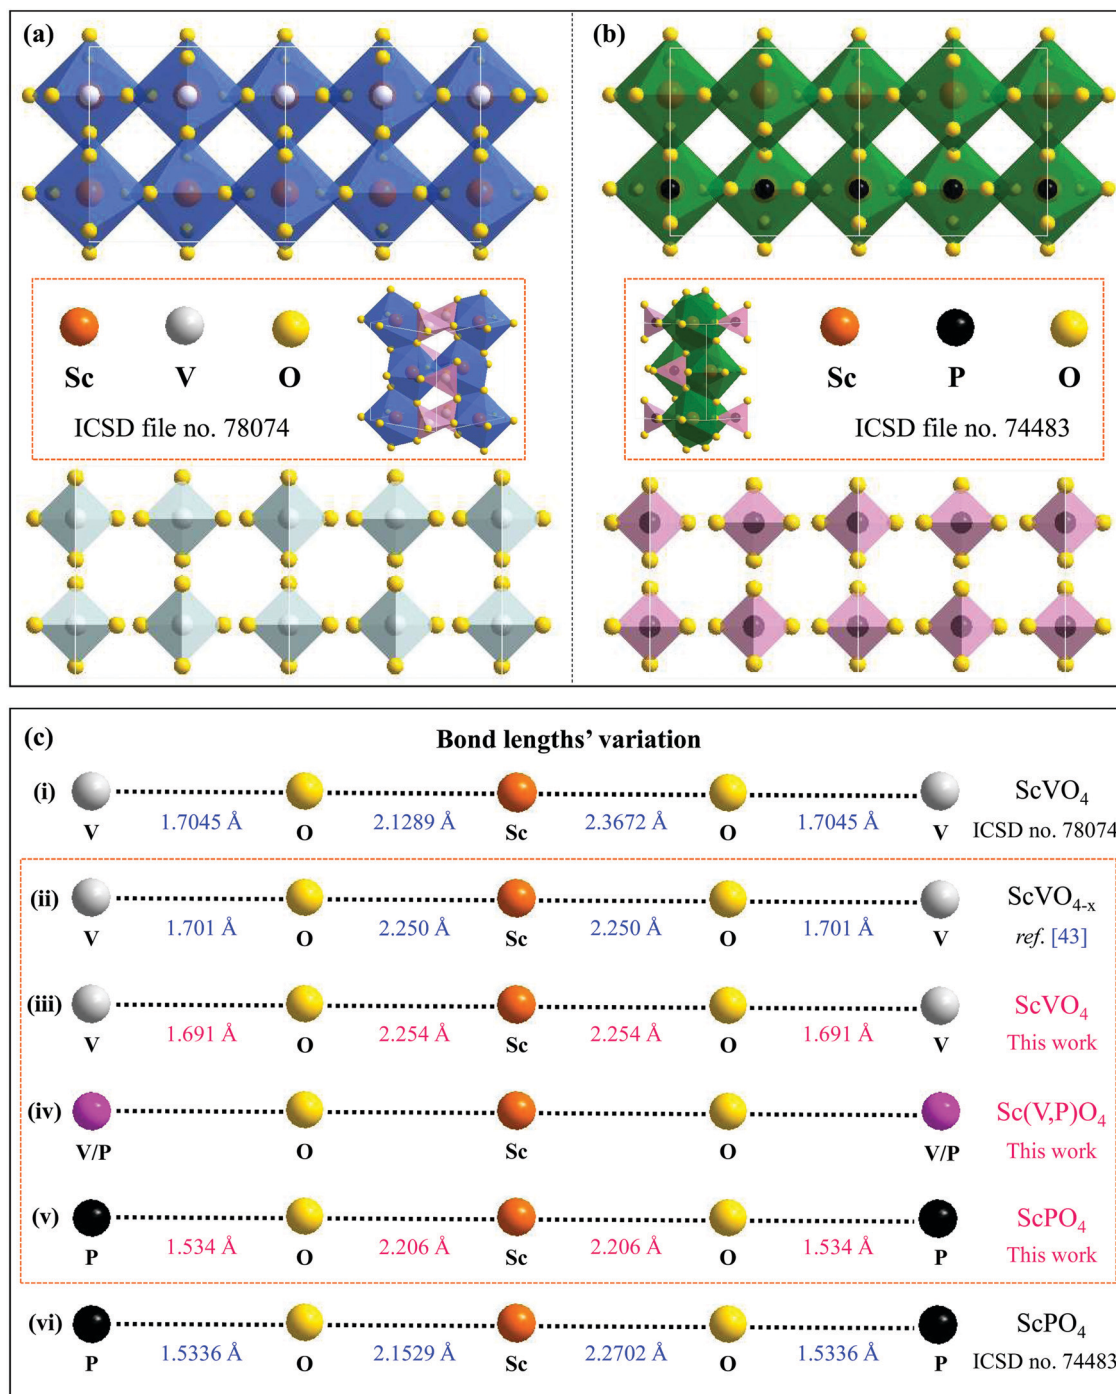 (a)
(b)
Sc V O
ICSD file no. 78074
Sc P O
ICSD file no. 74483
(c)
Bond lengths’ variation
(i)
V 1.7045 Å O 2.1289 Å Sc 2.3672 Å O 1.7045 Å V
ScVO₄
ICSD no. 78074
(ii)
V 1.701 Å O 2.250 Å Sc 2.250 Å O 1.701 Å V
ScVO₄₋ₓ
ref. [43]
(iii)
V 1.691 Å O 2.254 Å Sc 2.254 Å O 1.691 Å V
ScVO₄
This work
(iv)
V/P O Sc O V/P
Sc(V,P)O₄
This work
(v)
P 1.534 Å O 2.206 Å Sc 2.206 Å O 1.534 Å P
ScPO₄
This work
(vi)
P 1.5336 Å O 2.1529 Å Sc 2.2702 Å O 1.5336 Å P
ScPO₄
ICSD no. 74483